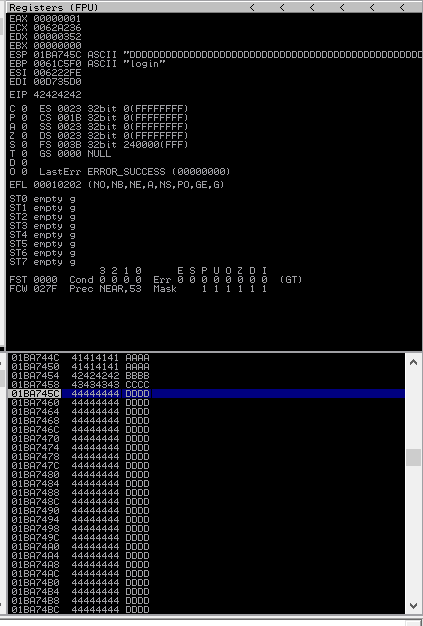 Registers (FPU) < < < < < <
EAX 00000001
ECX 0062A236
EDX 00000352
EBX 00000000
ESP 01BA745C ASCII "DDDDDDDDDDDDDDDDDDDDDDDDDDDDDDDDDDDDDDDDDD
EBP 0061C5F0 ASCII "login"
ESI 006222FE
EDI 00D735D0
EIP 42424242
C 0 ES 0023 32bit 0(FFFFFFFF)
P 0 CS 001B 32bit 0(FFFFFFFF)
A 0 SS 0023 32bit 0(FFFFFFFF)
Z 0 DS 0023 32bit 0(FFFFFFFF)
S 0 FS 003B 32bit 240000(FFF)
T 0 GS 0000 NULL
D 0
O 0 LastErr ERROR_SUCCESS (00000000)
EFL 00010202 (NO,NB,NE,A,NS,PO,GE,G)
ST0 empty g
ST1 empty g
ST2 empty g
ST3 empty g
ST4 empty g
ST5 empty g
ST6 empty g
ST7 empty g
3 2 1 0 E S P U O Z D I
FST 0000 Cond 0 0 0 0 Err 0 0 0 0 0 0 0 0 (GT)
FCW 027F Prec NEAR,53 Mask 1 1 1 1 1 1
01BA744C 41414141 AAAA
01BA7450 41414141 AAAA
01BA7454 42424242 BBBB
01BA7458 43434343 CCCC
01BA745C 44444444 DDDD
01BA7460 44444444 DDDD
01BA7464 44444444 DDDD
01BA7468 44444444 DDDD
01BA746C 44444444 DDDD
01BA7470 44444444 DDDD
01BA7474 44444444 DDDD
01BA7478 44444444 DDDD
01BA747C 44444444 DDDD
01BA7480 44444444 DDDD
01BA7484 44444444 DDDD
01BA7488 44444444 DDDD
01BA748C 44444444 DDDD
01BA7490 44444444 DDDD
01BA7494 44444444 DDDD
01BA7498 44444444 DDDD
01BA749C 44444444 DDDD
01BA74A0 44444444 DDDD
01BA74A4 44444444 DDDD
01BA74A8 44444444 DDDD
01BA74AC 44444444 DDDD
01BA74B0 44444444 DDDD
01BA74B4 44444444 DDDD
01BA74B8 44444444 DDDD
01BA74BC 44444444 DDDD